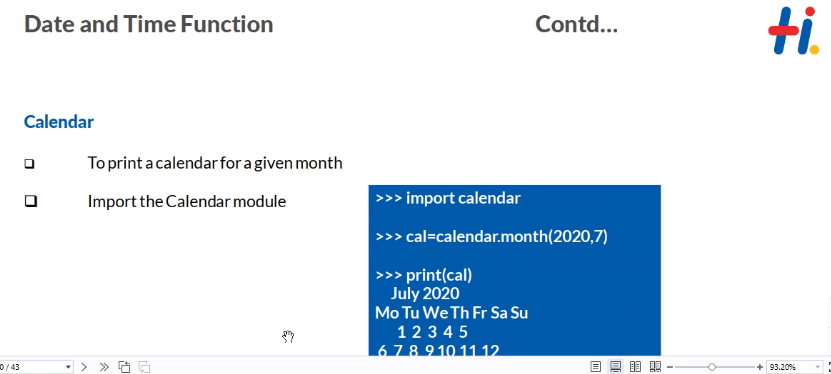 Date and Time Function Contd...
Hi.
Calendar
To print a calendar for a given month
Import the Calendar module
>>> import calendar
>>> cal=calendar.month(2020,7)
>>> print(cal)
July 2020
Mo Tu We Th Fr Sa Su
1 2 3 4 5
6 7 8 9 10 11 12
0 / 43
93.20%